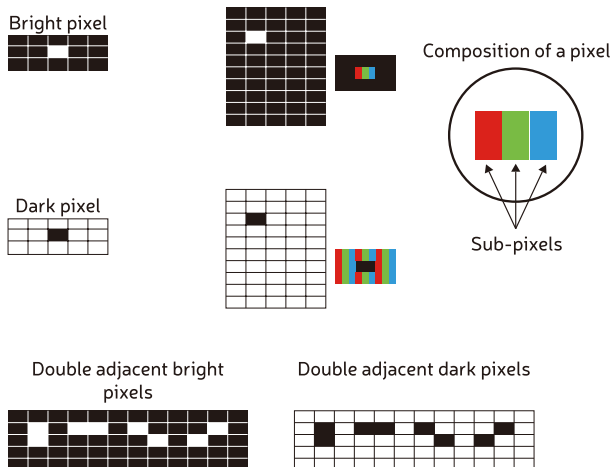 Bright pixel
Composition of a pixel
Dark pixel
Sub-pixels
Double adjacent bright
pixels
Double adjacent dark pixels